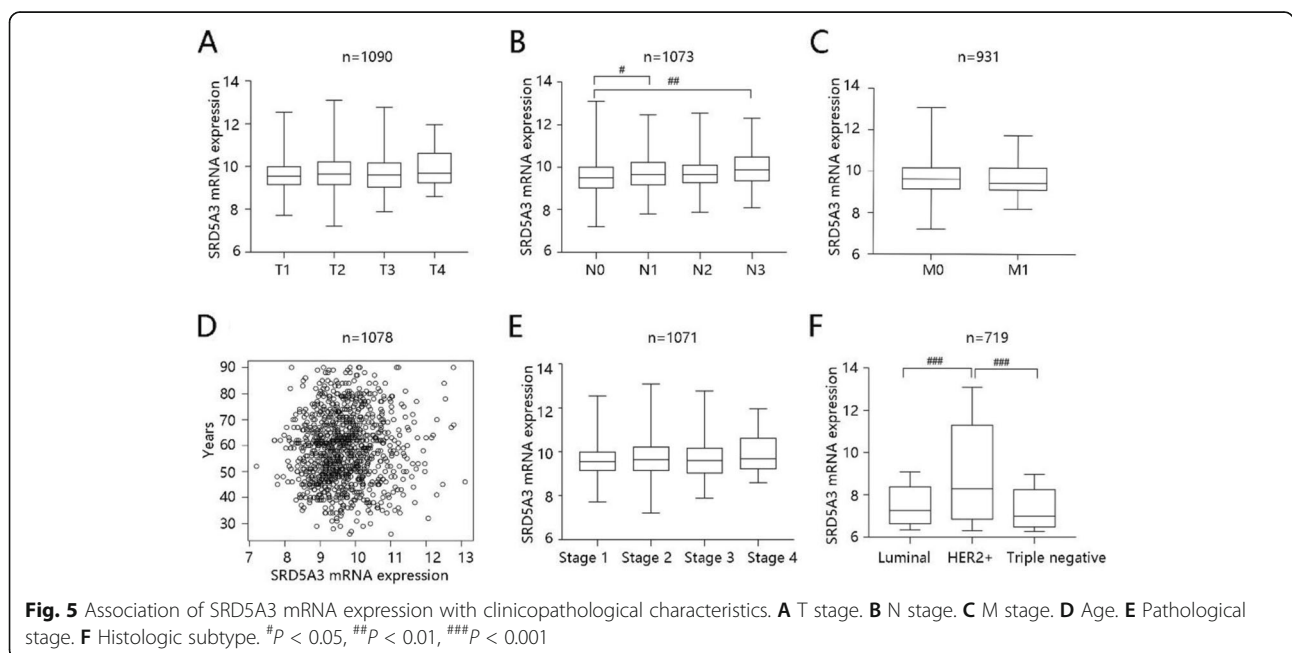 A
n=1090
SRD5A3 mRNA expression
14
12
10
8
6
T1 T2 T3 T4
B
n=1073
# 
##
SRD5A3 mRNA expression
14
12
10
8
6
N0 N1 N2 N3
C
n=931
SRD5A3 mRNA expression
14
12
10
8
6
M0 M1
D
n=1078
Years
90
80
70
60
50
40
30
7 8 9 10 11 12 13
SRD5A3 mRNA expression
E
n=1071
SRD5A3 mRNA expression
14
12
10
8
6
Stage 1 Stage 2 Stage 3 Stage 4
F
n=719
### ###
SRD5A3 mRNA expression
14
12
10
8
6
Luminal HER2+ Triple negative
Fig. 5 Association of SRD5A3 mRNA expression with clinicopathological characteristics. A T stage. B N stage. C M stage. D Age. E Pathological
stage. F Histologic subtype. #P < 0.05, ##P < 0.01, ###P < 0.001